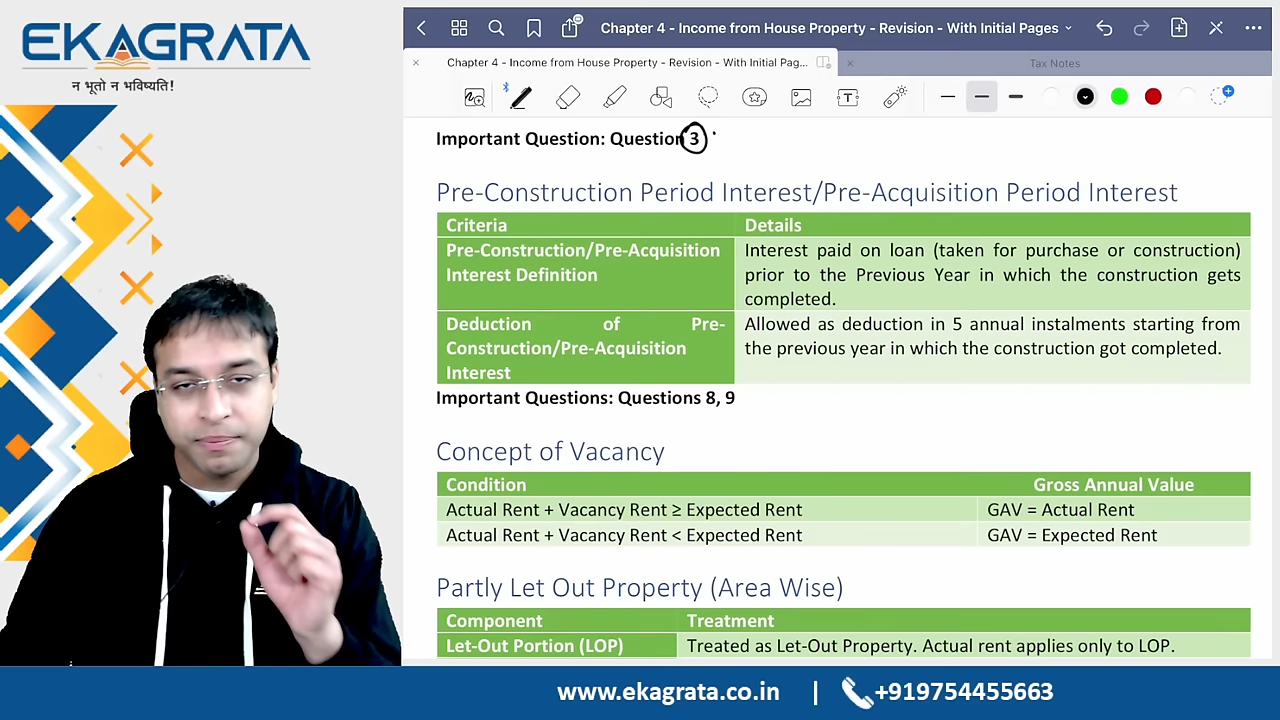 EKAGRATA
न भूतो न भविष्यति!
Chapter 4 - Income from House Property - Revision - With Initial Pages
Chapter 4 - Income from House Property - Revision - With Initial Pag...
Tax Notes
Important Question: Question 3
Pre-Construction Period Interest/Pre-Acquisition Period Interest
Criteria
Details
Pre-Construction/Pre-Acquisition
Interest Definition
Interest paid on loan (taken for purchase or construction)
prior to the Previous Year in which the construction gets
completed.
Deduction of Pre-
Construction/Pre-Acquisition
Interest
Allowed as deduction in 5 annual instalments starting from
the previous year in which the construction got completed.
Important Questions: Questions 8, 9
Concept of Vacancy
Condition
Gross Annual Value
Actual Rent + Vacancy Rent ≥ Expected Rent
GAV = Actual Rent
Actual Rent + Vacancy Rent < Expected Rent
GAV = Expected Rent
Partly Let Out Property (Area Wise)
Component
Treatment
Let-Out Portion (LOP)
Treated as Let-Out Property. Actual rent applies only to LOP.
www.ekagrata.co.in | +919754455663